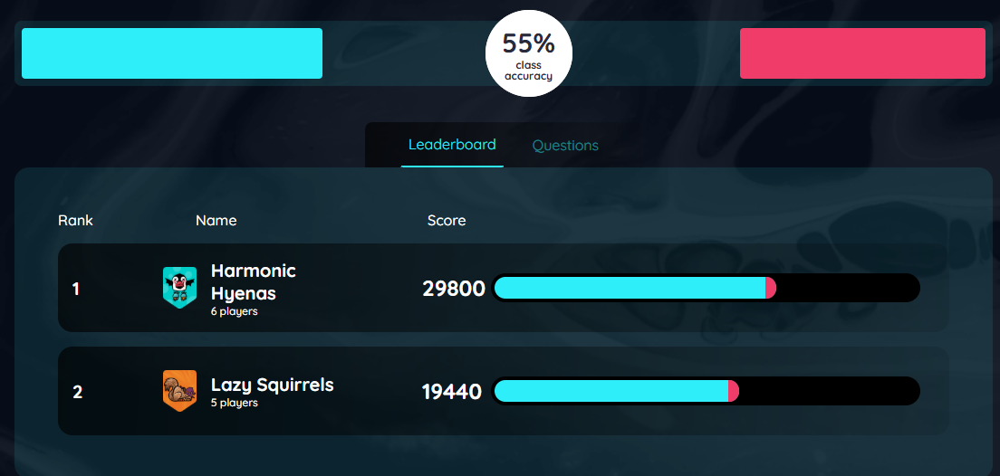 55%
class
accuracy
Leaderboard Questions
Rank Name Score
1 Harmonic
Hyenas
6 players
29800
2 Lazy Squirrels
5 players
19440